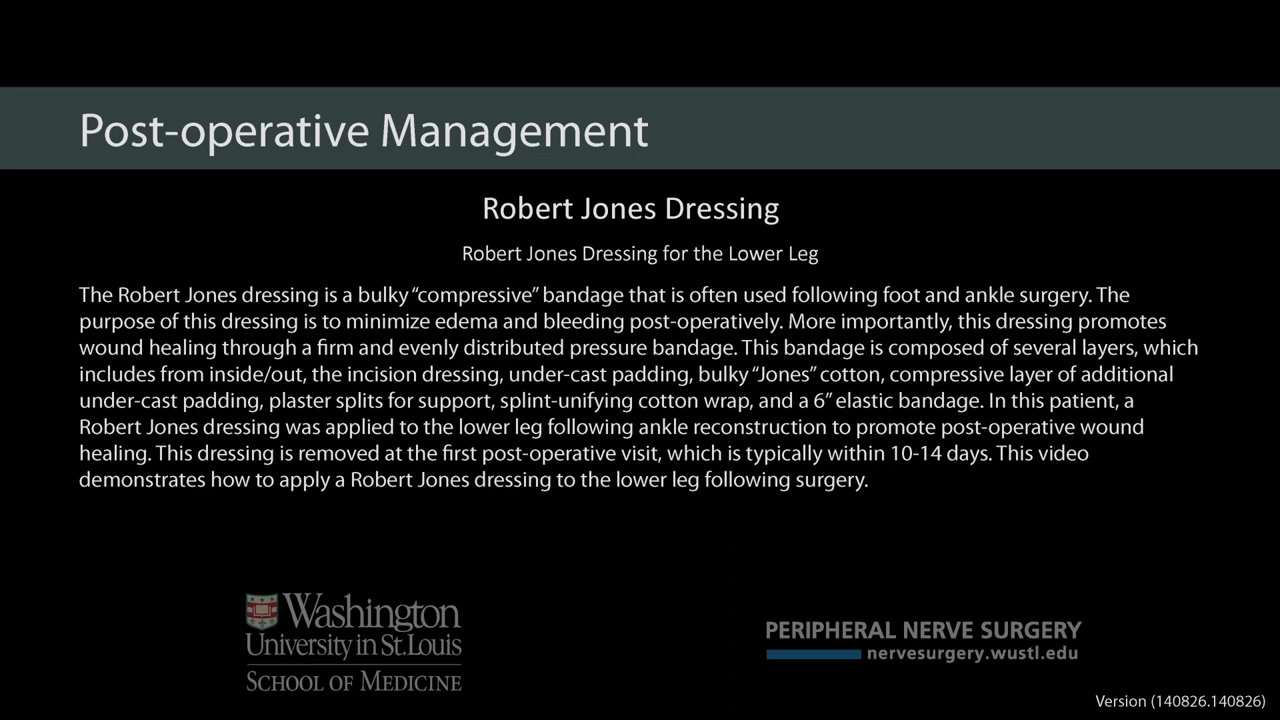 Post-operative Management
Robert Jones Dressing
Robert Jones Dressing for the Lower Leg
The Robert Jones dressing is a bulky “compressive” bandage that is often used following foot and ankle surgery. The
purpose of this dressing is to minimize edema and bleeding post-operatively. More importantly, this dressing promotes
wound healing through a firm and evenly distributed pressure bandage. This bandage is composed of several layers, which
includes from inside/out, the incision dressing, under-cast padding, bulky “Jones” cotton, compressive layer of additional
under-cast padding, plaster splits for support, splint-unifying cotton wrap, and a 6” elastic bandage. In this patient, a
Robert Jones dressing was applied to the lower leg following ankle reconstruction to promote post-operative wound
healing. This dressing is removed at the first post-operative visit, which is typically within 10-14 days. This video
demonstrates how to apply a Robert Jones dressing to the lower leg following surgery.
Washington
University in St. Louis
SCHOOL OF MEDICINE
PERIPHERAL NERVE SURGERY
nervesurgery.wustl.edu
Version (140826.140826)